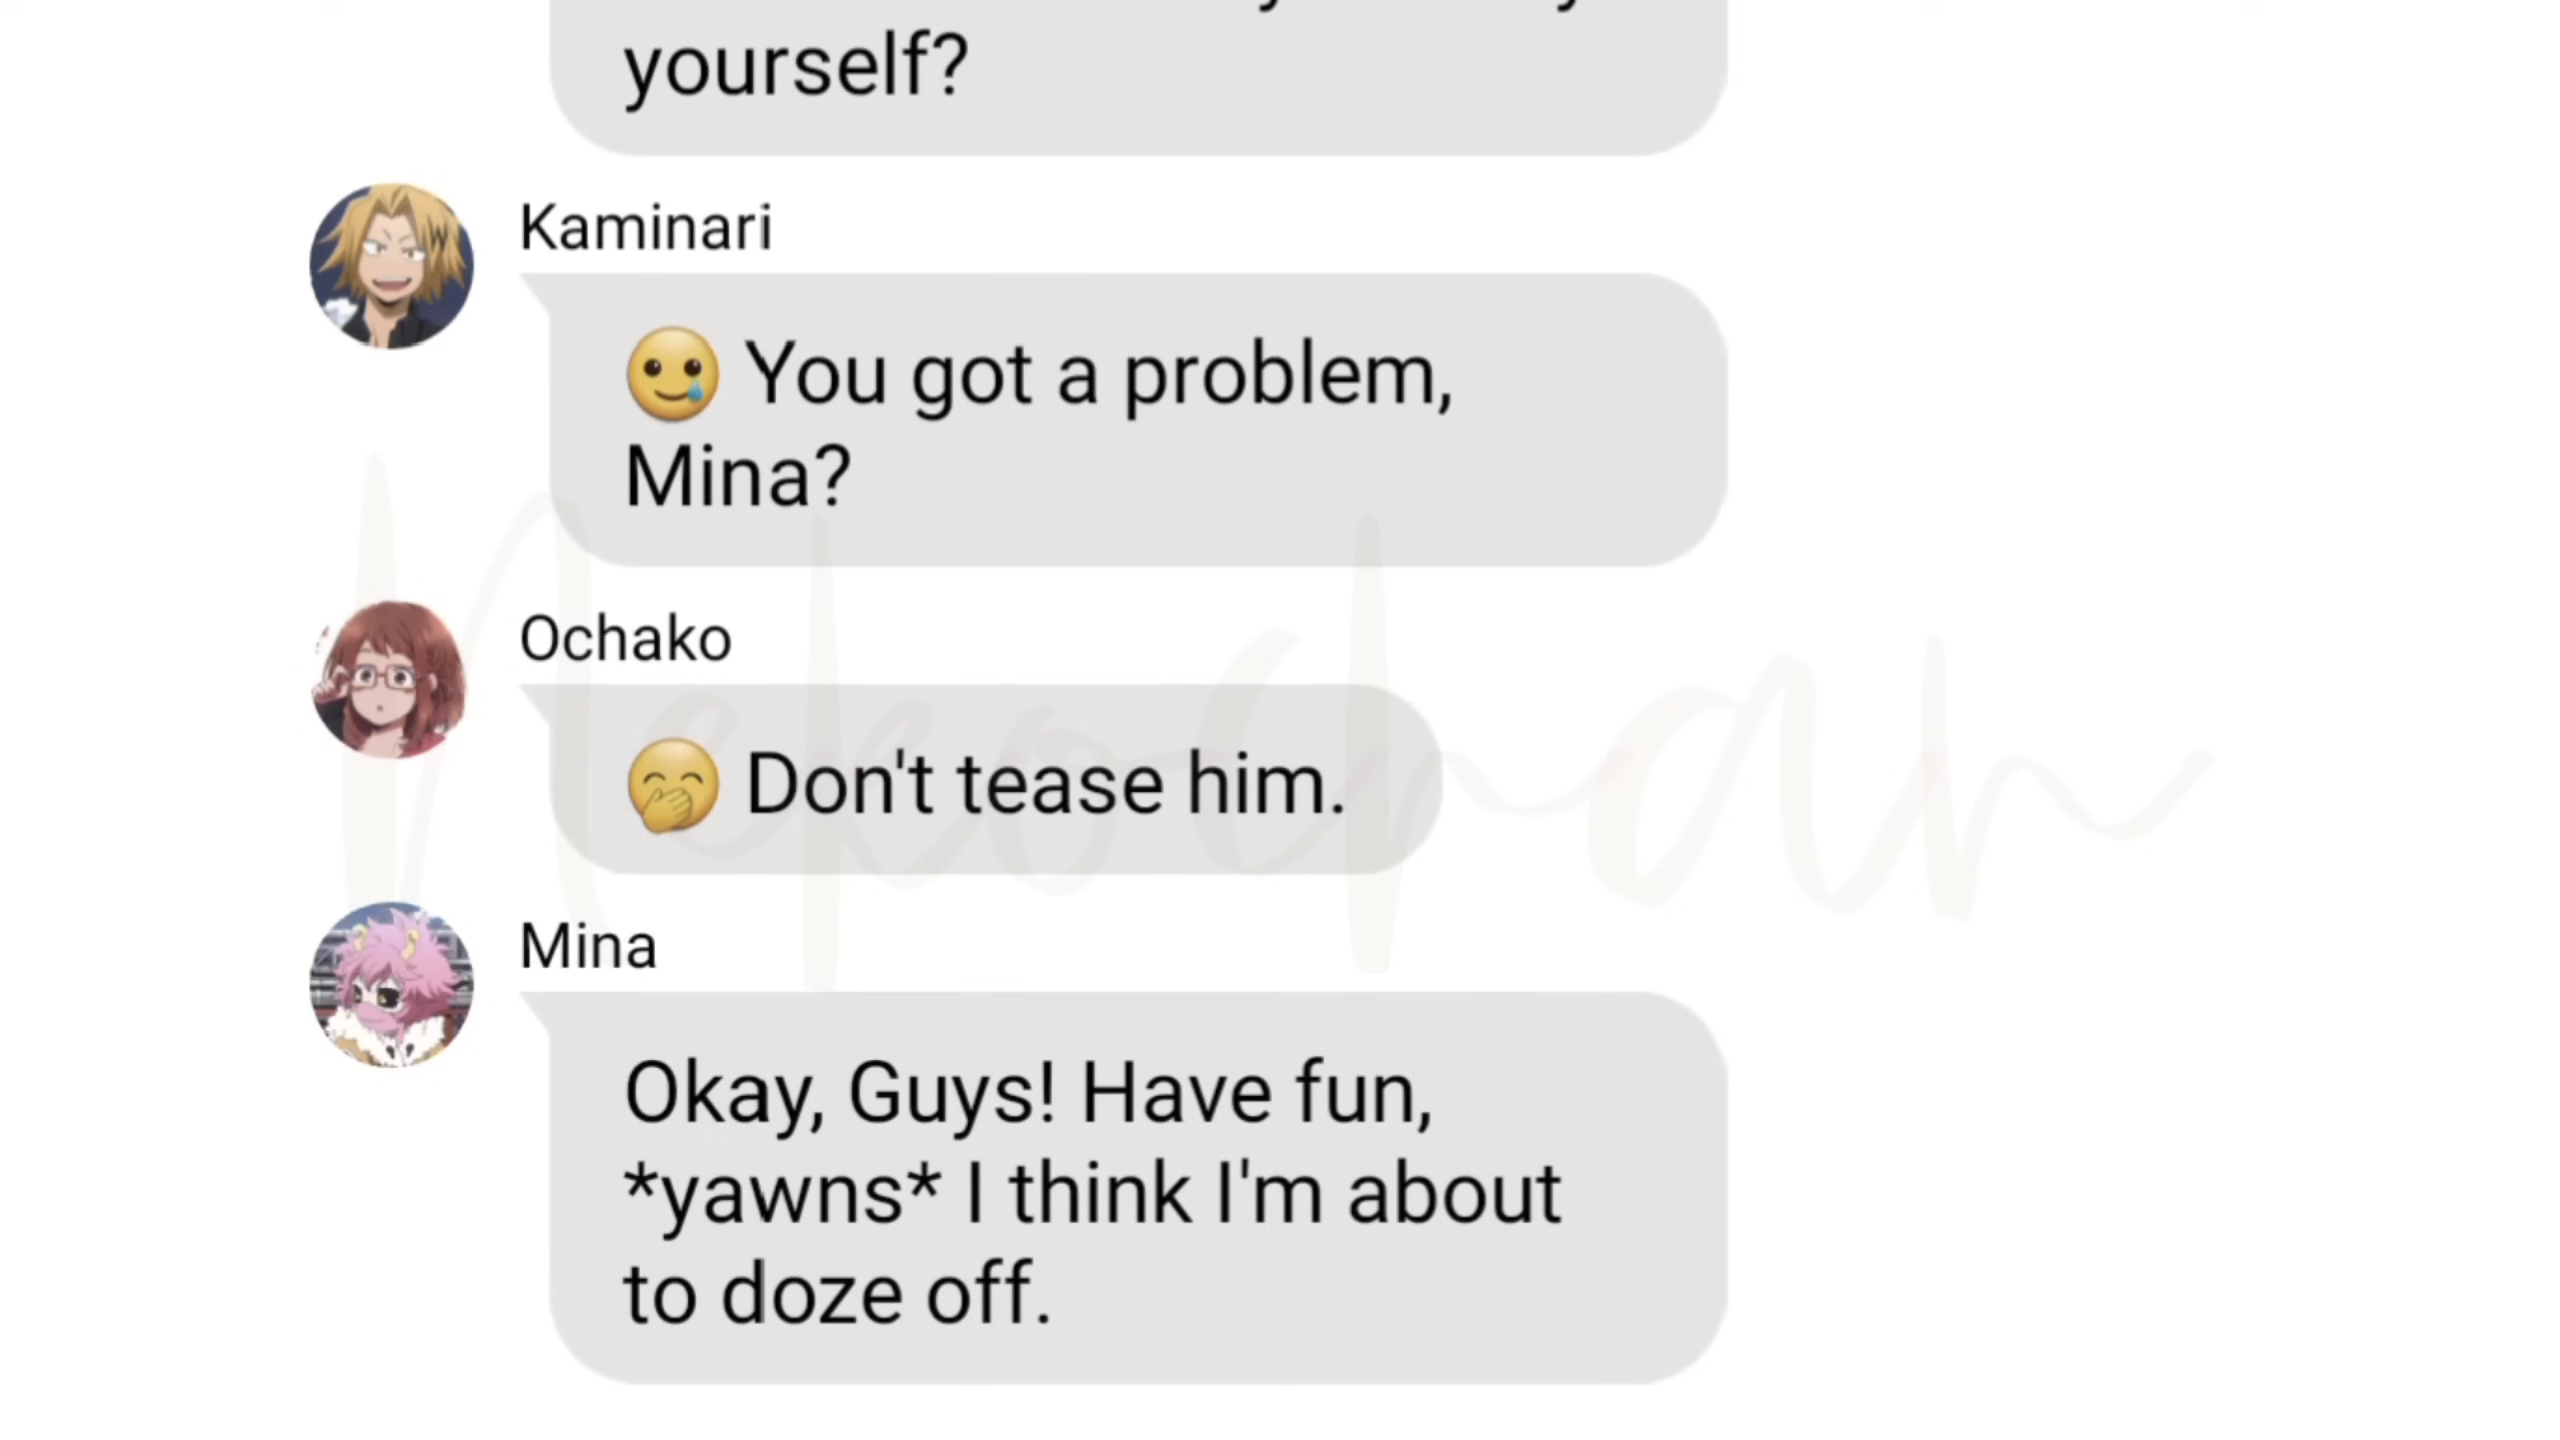 yourself?
Kaminari
🥲 You got a problem,
Mina?
Ochako
🤭 Don't tease him.
Mina
Okay, Guys! Have fun,
*yawns* I think I'm about
to doze off.
Nekochan